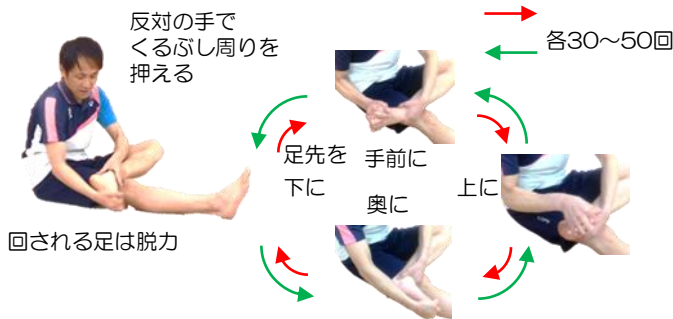 反対の手で
くるぶし周りを
押える
各30～50回
足先を
下に
手前に
奥に
上に
回される足は脱力